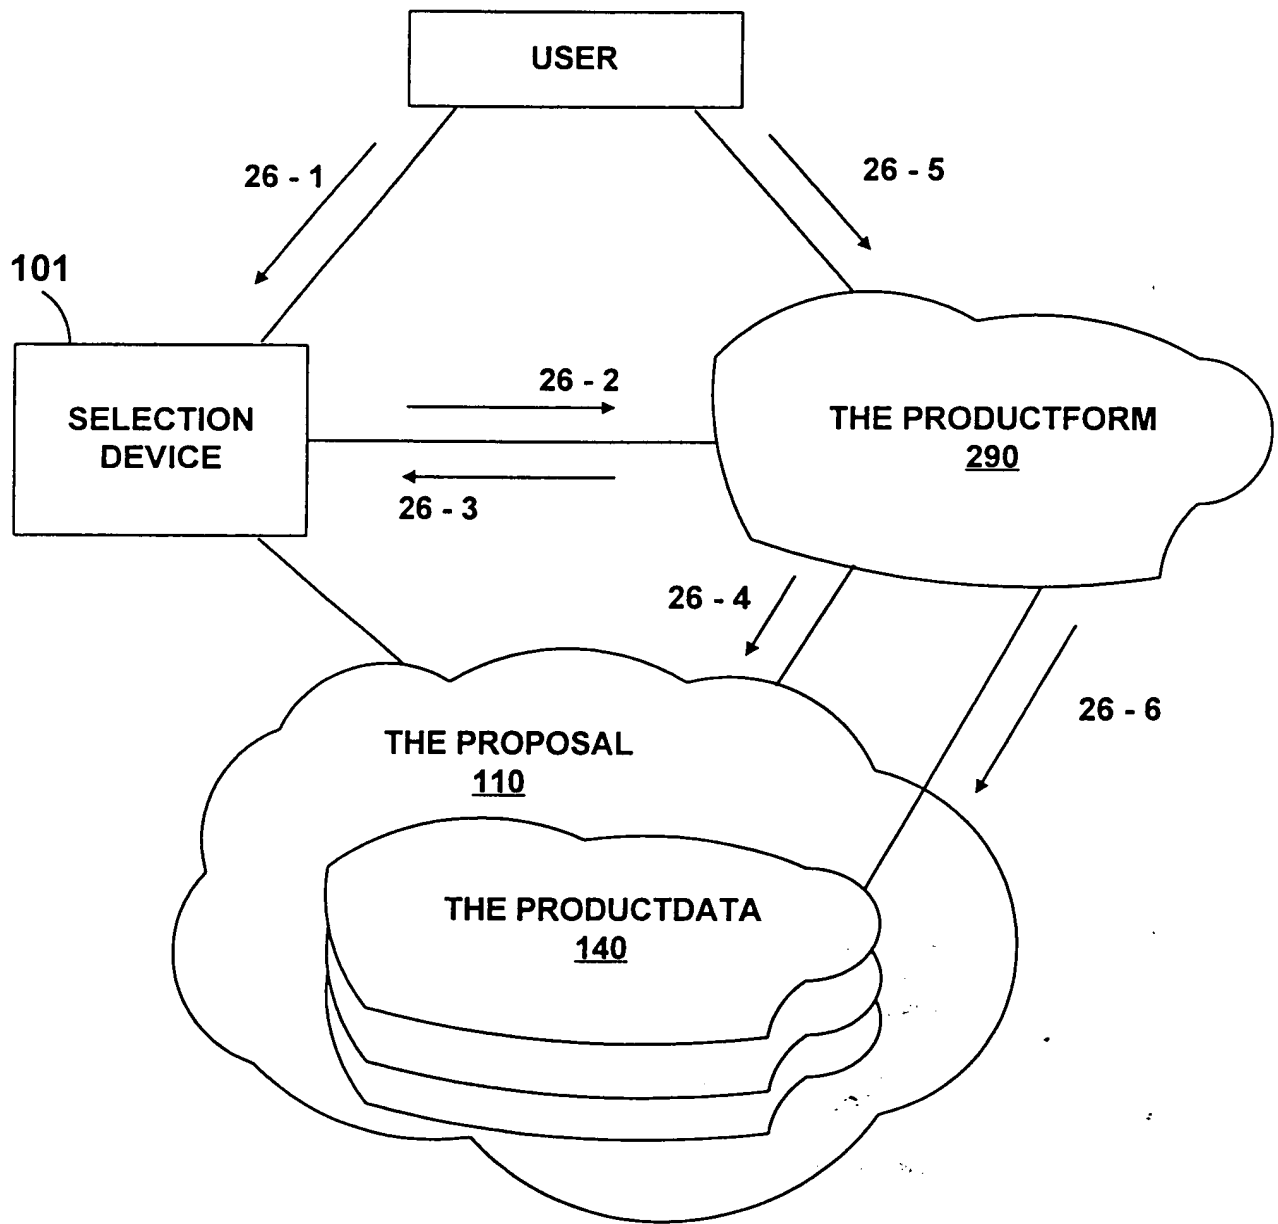 USER
26 - 1
26 - 5
101
26 - 2
SELECTION
DEVICE
THE PRODUCTFORM
290
26 - 3
26 - 4
26 - 6
THE PROPOSAL
110
THE PRODUCTDATA
140